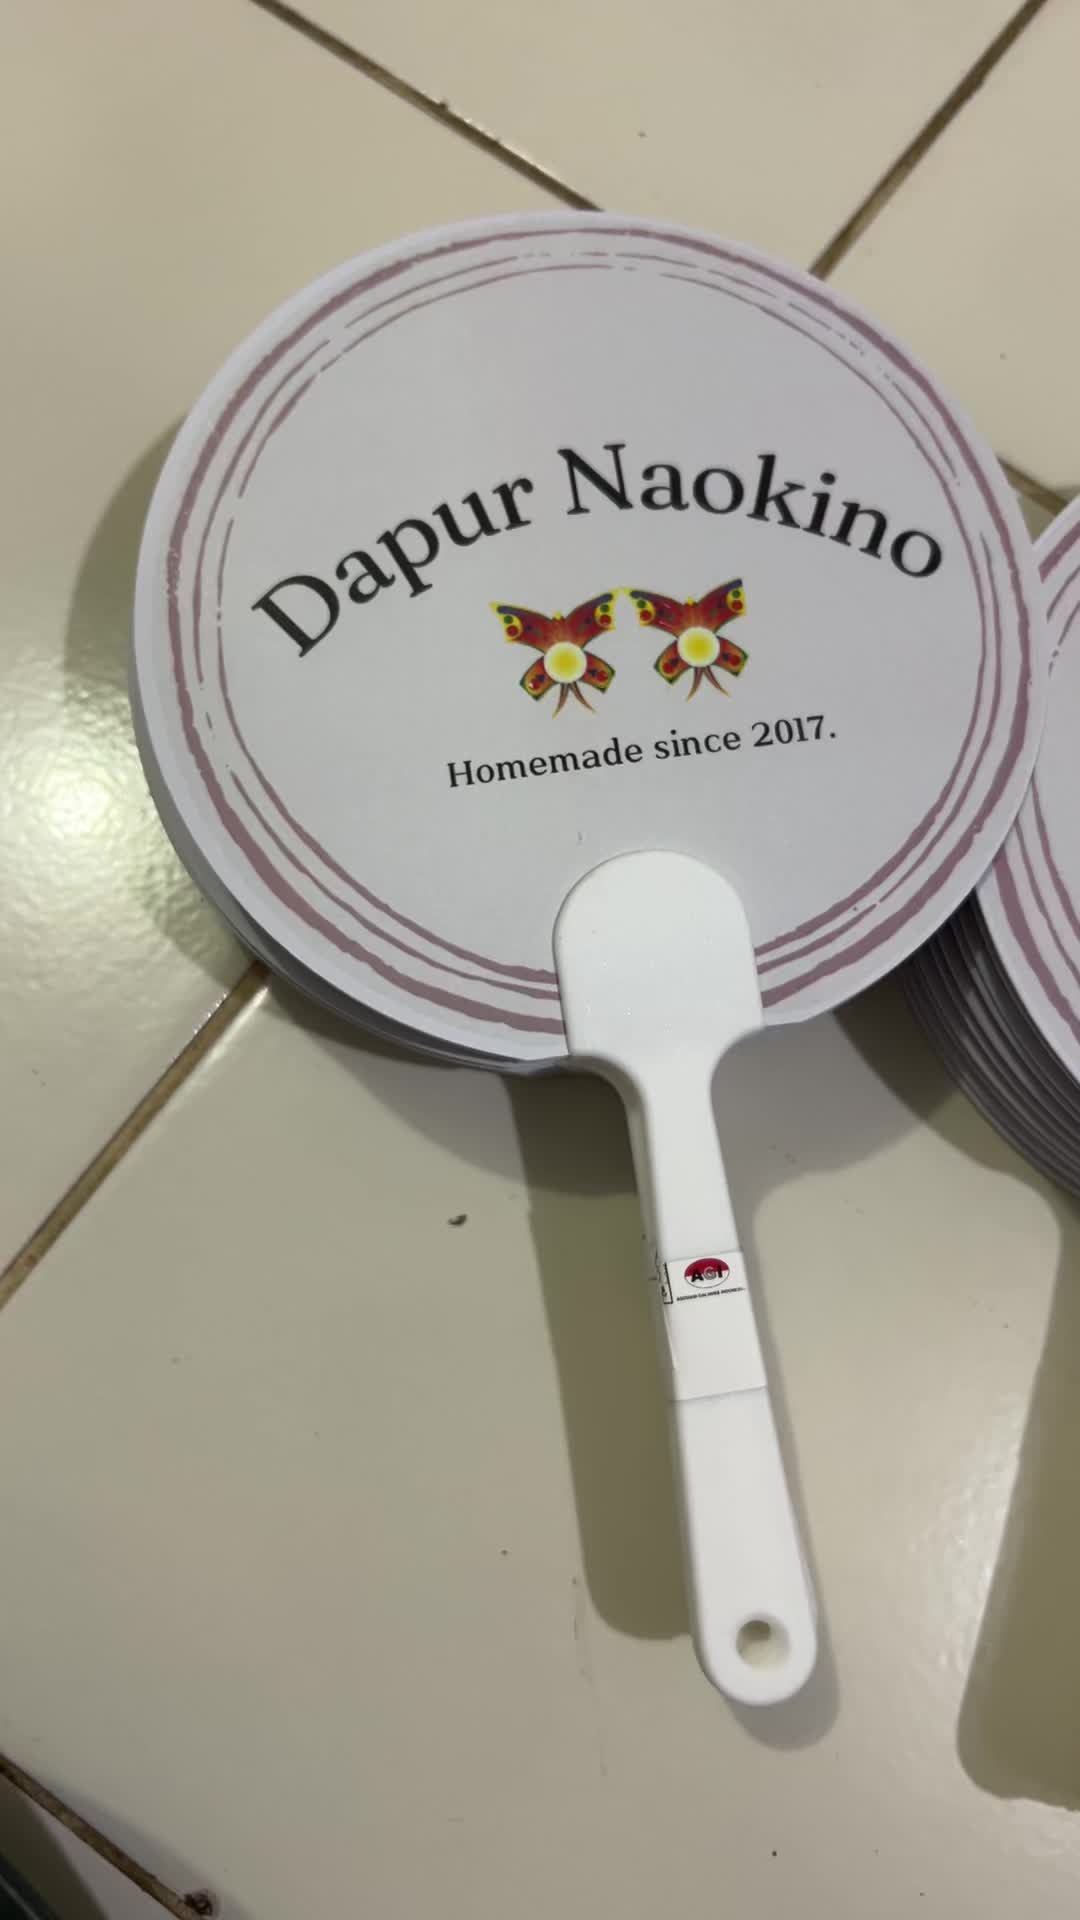 Dapur Naokino
Homemade since 2017.
AGI